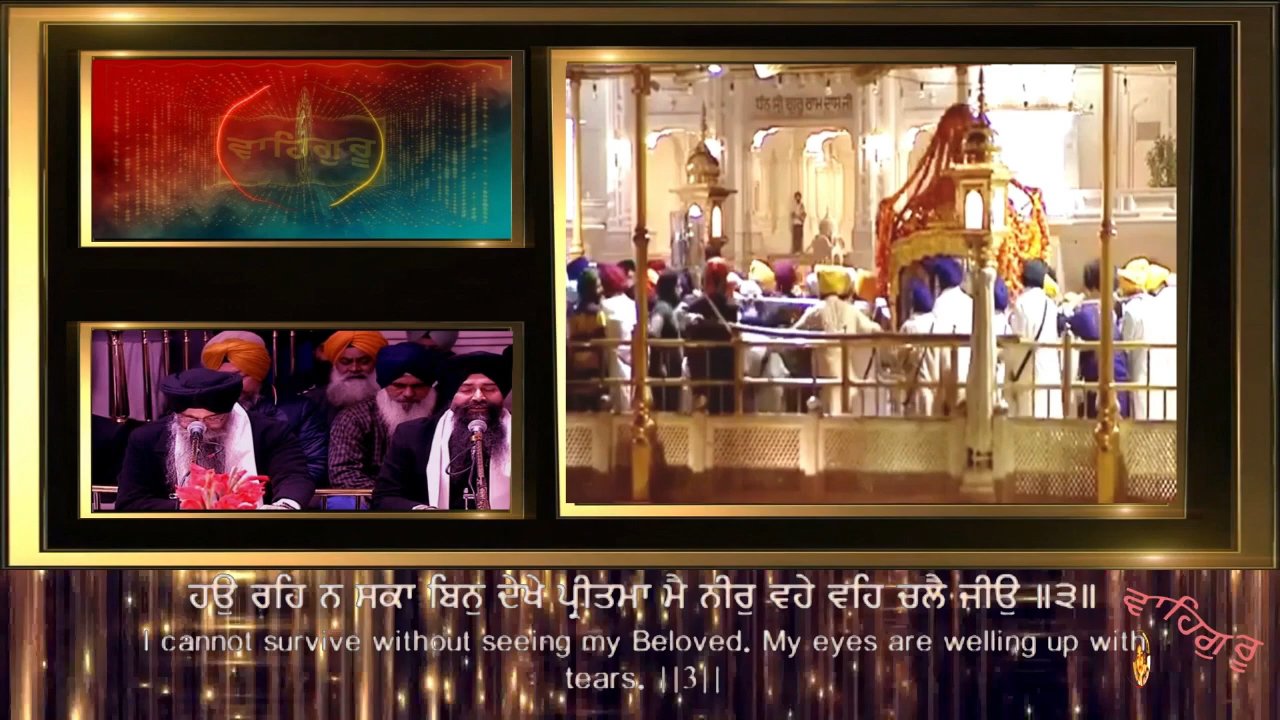 ਵਾਹਿਗੁਰੂ
ਧੰਨ ਸ੍ਰੀ ਗੁਰੂ ਰਾਮ ਦਾਸ ਜੀ
ਹਉ ਰਹਿ ਨ ਸਕਾ ਬਿਨੁ ਦੇਖੇ ਪ੍ਰੀਤਮਾ ਮੈ ਨੀਰੁ ਵਹੇ ਵਹਿ ਚਲੈ ਜੀਉ ॥੩॥
ਵਾਹਿਗੁਰੂ
I cannot survive without seeing my Beloved. My eyes are welling up with
tears. ||3||